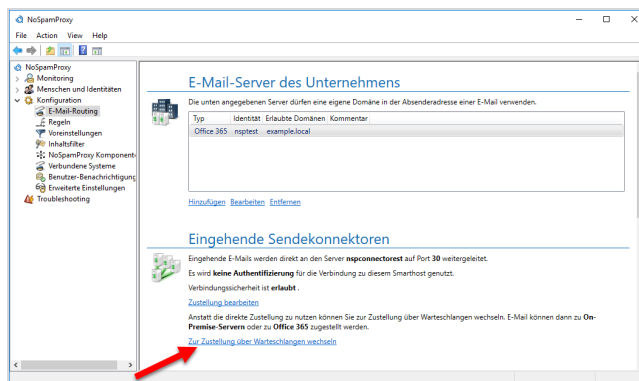 NoSpamProxy
File Action View Help
NoSpamProxy
Monitoring
Menschen und Identitäten
Konfiguration
E-Mail-Routing
Regeln
Voreinstellungen
Inhaltsfilter
NoSpamProxy Komponente
Verbundene Systeme
Benutzer-Benachrichtigung
Erweiterte Einstellungen
Troubleshooting
E-Mail-Server des Unternehmens
Die unten angegebenen Server dürfen eine eigene Domäne in der Absenderadresse einer E-Mail verwenden.
Typ Identität Erlaubte Domänen Kommentar
Office 365 nsptest example.local
Hinzufügen Bearbeiten Entfernen
Eingehende Sendekonnektoren
Eingehende E-Mails werden direkt an den Server nspconnectorest auf Port 30 weitergeleitet.
Es wird keine Authentifizierung für die Verbindung zu diesem Smarthost genutzt.
Verbindungssicherheit ist erlaubt .
Zustellung bearbeiten
Anstatt die direkte Zustellung zu nutzen können Sie zur Zustellung über Warteschlangen wechseln. E-Mail können dann zu On-
Premise-Servern oder zu Office 365 zugestellt werden.
Zur Zustellung über Warteschlangen wechseln